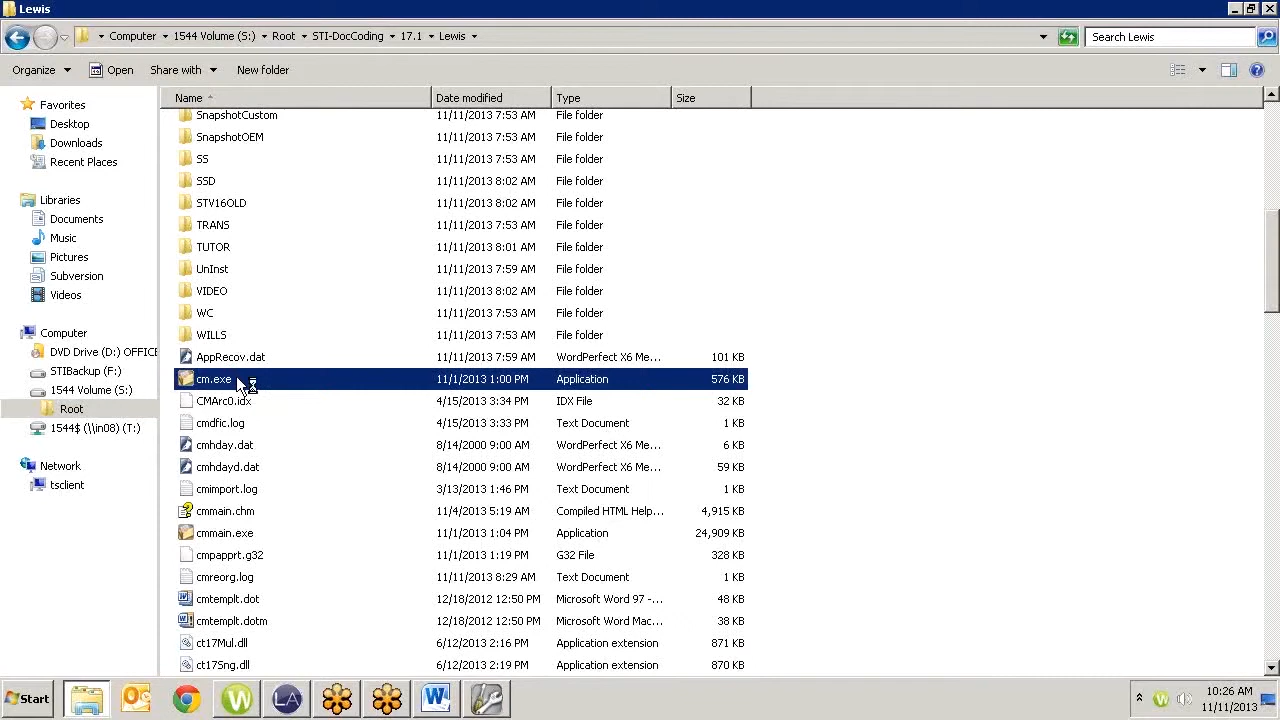 Lewis
Computer 1544 Volume (S:) Root STI-DocCoding 17.1 Lewis Search Lewis
Organize Open Share with New folder
Name Date modified Type Size
Favorites
Desktop
Downloads
Recent Places
Libraries
Documents
Music
Pictures
Subversion
Videos
Computer
DVD Drive (D:) OFFICE
STIBackup (F:)
1544 Volume (S:)
Root
1544$ (\\in08) (T:)
Network
tsclient
SnapshotCustom 11/11/2013 7:53 AM File folder
SnapshotOEM 11/11/2013 7:53 AM File folder
SS 11/11/2013 7:53 AM File folder
SSD 11/11/2013 8:02 AM File folder
STV16OLD 11/11/2013 8:02 AM File folder
TRANS 11/11/2013 7:53 AM File folder
TUTOR 11/11/2013 8:01 AM File folder
UnInst 11/11/2013 7:59 AM File folder
VIDEO 11/11/2013 8:02 AM File folder
WC 11/11/2013 7:53 AM File folder
WILLS 11/11/2013 7:53 AM File folder
AppRecov.dat 11/11/2013 7:59 AM WordPerfect X6 Me... 101 KB
cm.exe 11/1/2013 1:00 PM Application 576 KB
CMArc0.idx 4/15/2013 3:34 PM IDX File 32 KB
cmdfic.log 4/15/2013 3:33 PM Text Document 1 KB
cmhday.dat 8/14/2000 9:00 AM WordPerfect X6 Me... 6 KB
cmhdayd.dat 8/14/2000 9:00 AM WordPerfect X6 Me... 59 KB
cmimport.log 3/13/2013 1:46 PM Text Document 1 KB
cmmain.chm 11/4/2013 5:19 AM Compiled HTML Help... 4,915 KB
cmmain.exe 11/1/2013 1:04 PM Application 24,909 KB
cmpapprt.g32 11/1/2013 1:19 PM G32 File 328 KB
cmreorg.log 11/11/2013 8:29 AM Text Document 1 KB
cmtemplt.dot 12/18/2012 12:50 PM Microsoft Word 97 -... 48 KB
cmtemplt.dotm 12/18/2012 12:50 PM Microsoft Word Mac... 38 KB
ct17Mul.dll 6/12/2013 2:16 PM Application extension 871 KB
ct17Sng.dll 6/12/2013 2:19 PM Application extension 870 KB
Start
10:26 AM
11/11/2013